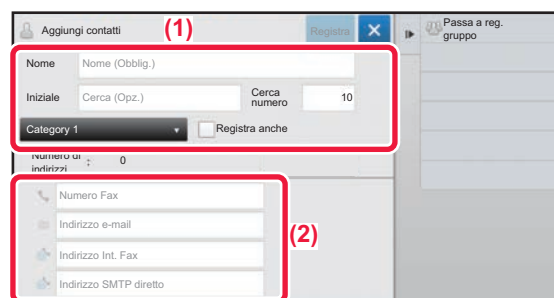 Aggiungi contatti
(1)
Registra
Passa a reg.
gruppo
Nome
Nome (Obblig.)
Iniziale
Cerca (Opz.)
Cerca
numero
10
Category 1
Registra anche
Numero di
indirizzi
:
0
Numero Fax
Indirizzo e-mail
(2)
Indirizzo Int. Fax
Indirizzo SMTP diretto